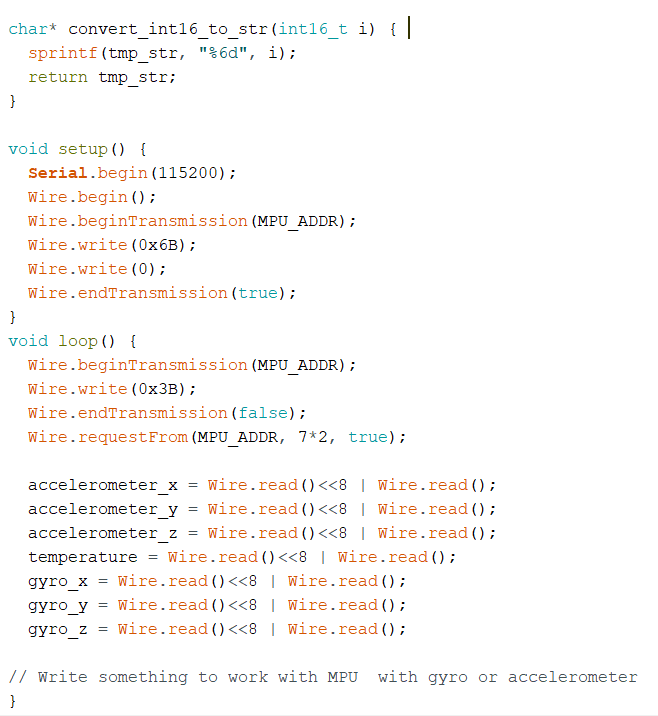 char* convert_int16_to_str(int16_t i) {
  sprintf(tmp_str, "%6d", i);
  return tmp_str;
}
void setup() {
  Serial.begin(115200);
  Wire.begin();
  Wire.beginTransmission(MPU_ADDR);
  Wire.write(0x6B);
  Wire.write(0);
  Wire.endTransmission(true);
}
void loop() {
  Wire.beginTransmission(MPU_ADDR);
  Wire.write(0x3B);
  Wire.endTransmission(false);
  Wire.requestFrom(MPU_ADDR, 7*2, true);
  accelerometer_x = Wire.read()<<8 | Wire.read();
  accelerometer_y = Wire.read()<<8 | Wire.read();
  accelerometer_z = Wire.read()<<8 | Wire.read();
  temperature = Wire.read()<<8 | Wire.read();
  gyro_x = Wire.read()<<8 | Wire.read();
  gyro_y = Wire.read()<<8 | Wire.read();
  gyro_z = Wire.read()<<8 | Wire.read();
// Write something to work with MPU  with gyro or accelerometer
}